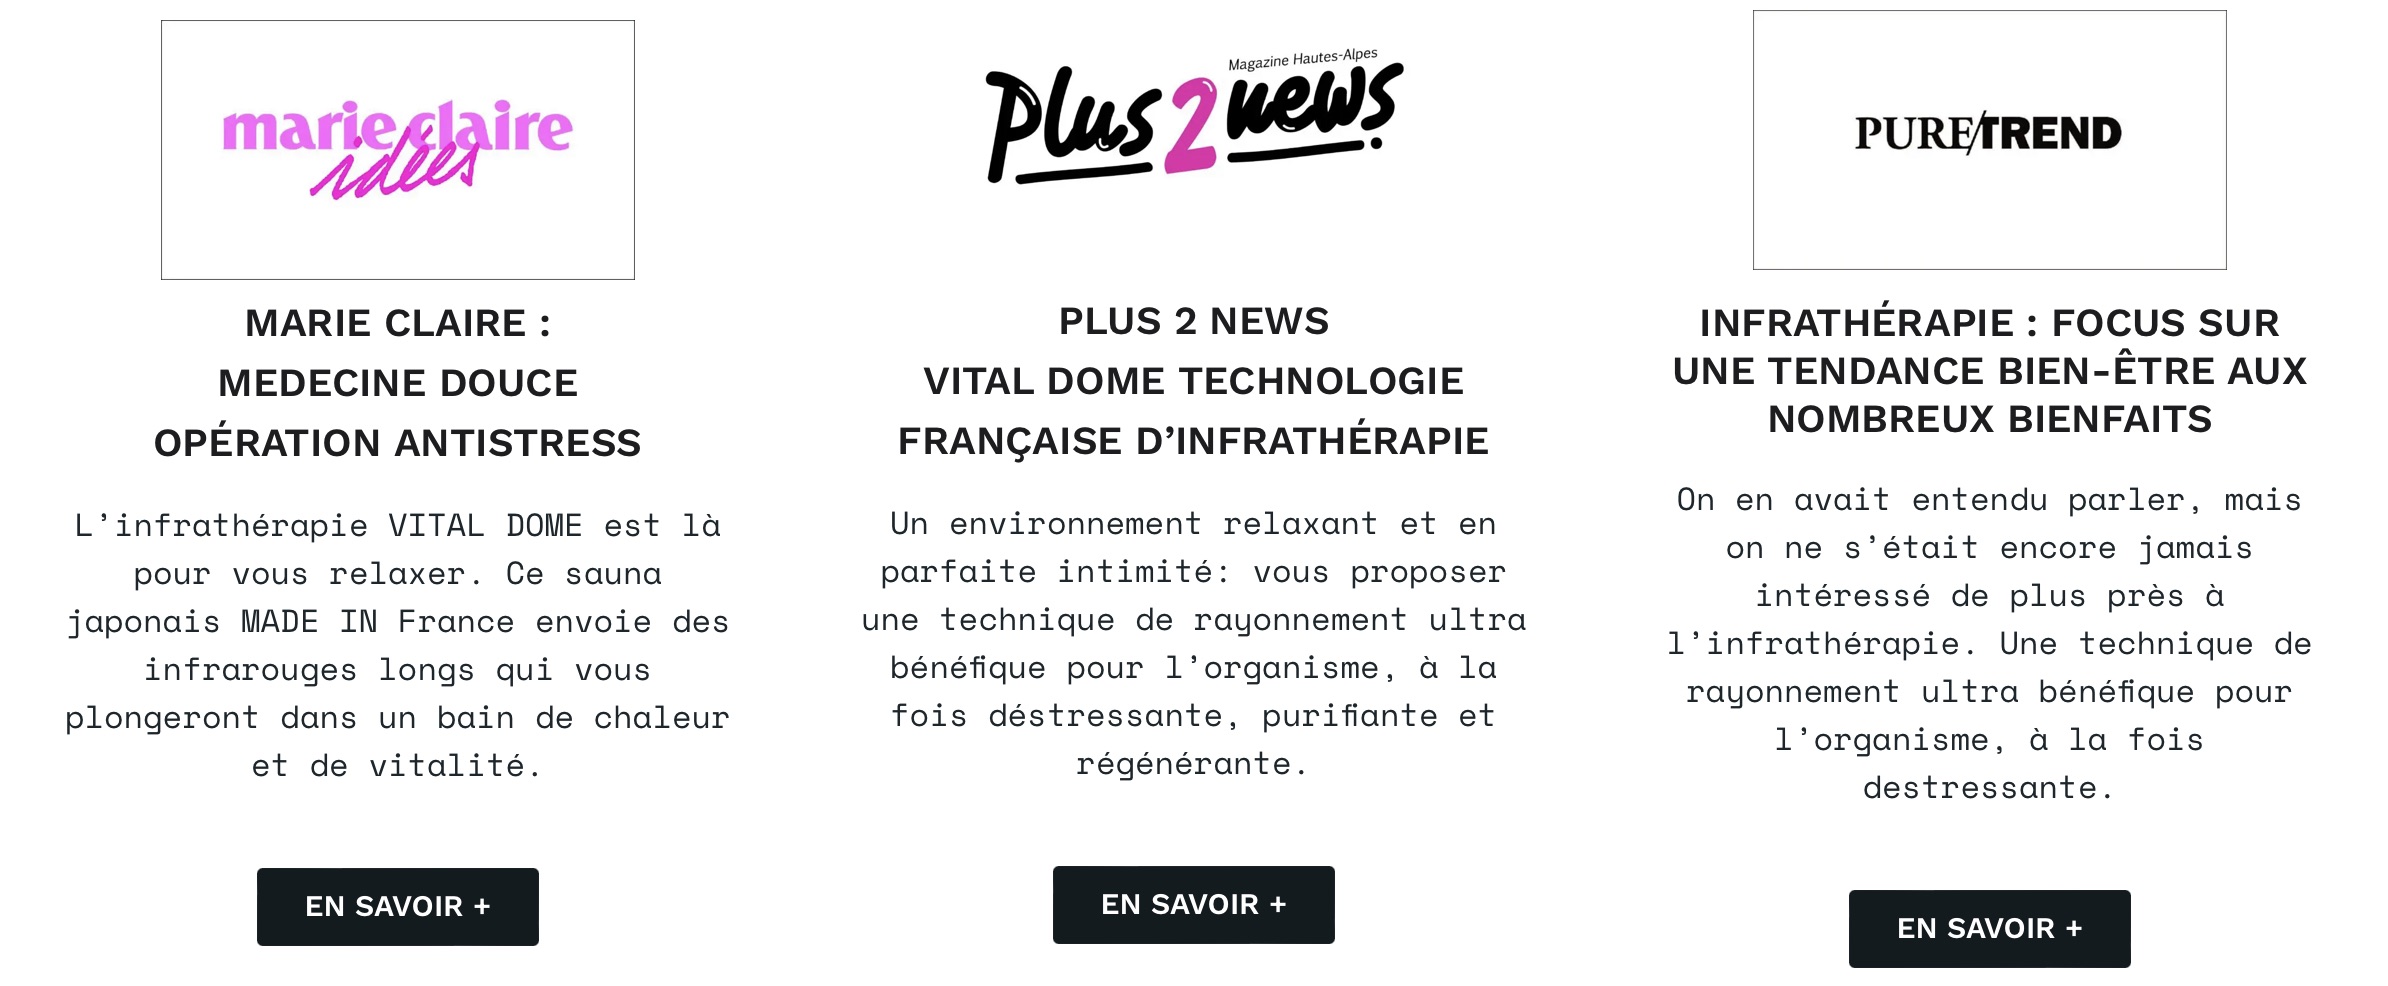 marie claire
idées
MARIE CLAIRE :
MEDECINE DOUCE
OPÉRATION ANTISTRESS
L’infrathérapie VITAL DOME est là
pour vous relaxer. Ce sauna
japonais MADE IN France envoie des
infrarouges longs qui vous
plongeront dans un bain de chaleur
et de vitalité.
EN SAVOIR +
Magazine Hautes-Alpes
Plus 2 news
PLUS 2 NEWS
VITAL DOME TECHNOLOGIE
FRANÇAISE D’INFRATHÉRAPIE
Un environnement relaxant et en
parfaite intimité: vous proposer
une technique de rayonnement ultra
bénéfique pour l’organisme, à la
fois déstressante, purifiante et
régénérante.
EN SAVOIR +
PURE/TREND
INFRATHÉRAPIE : FOCUS SUR
UNE TENDANCE BIEN-ÊTRE AUX
NOMBREUX BIENFAITS
On en avait entendu parler, mais
on ne s’était encore jamais
intéressé de plus près à
l’infrathérapie. Une technique de
rayonnement ultra bénéfique pour
l’organisme, à la fois
destressante.
EN SAVOIR +